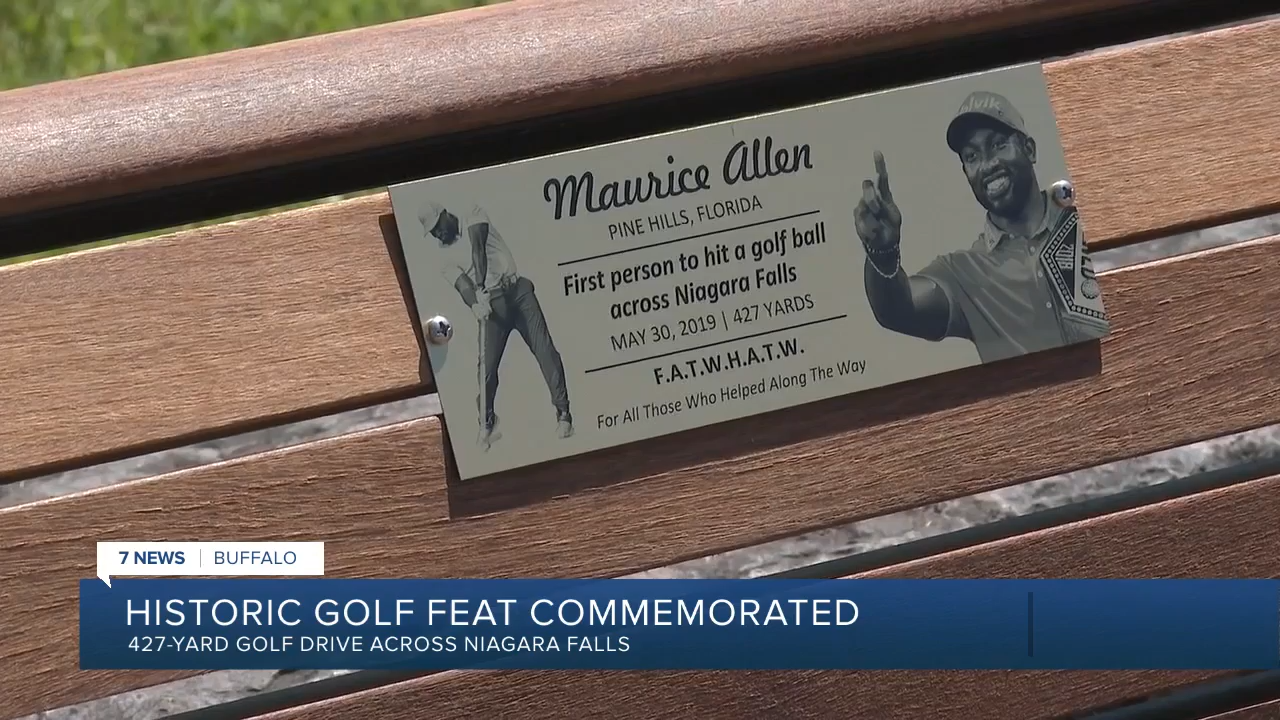 Maurice Allen
PINE HILLS, FLORIDA
First person to hit a golf ball
across Niagara Falls
MAY 30, 2019 | 427 YARDS
F.A.T.W.H.A.T.W.
For All Those Who Helped Along The Way
7 NEWS | BUFFALO
HISTORIC GOLF FEAT COMMEMORATED
427-YARD GOLF DRIVE ACROSS NIAGARA FALLS